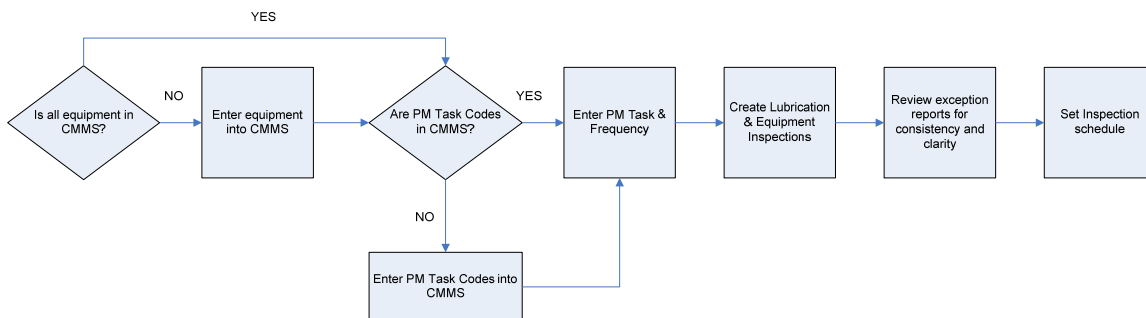 YES
Is all equipment in
CMMS?
NO
Enter equipment
into CMMS
Are PM Task Codes
in CMMS?
YES
Enter PM Task &
Frequency
Create Lubrication
& Equipment
Inspections
Review exception
reports for
consistency and
clarity
Set Inspection
schedule
NO
Enter PM Task Codes into
CMMS